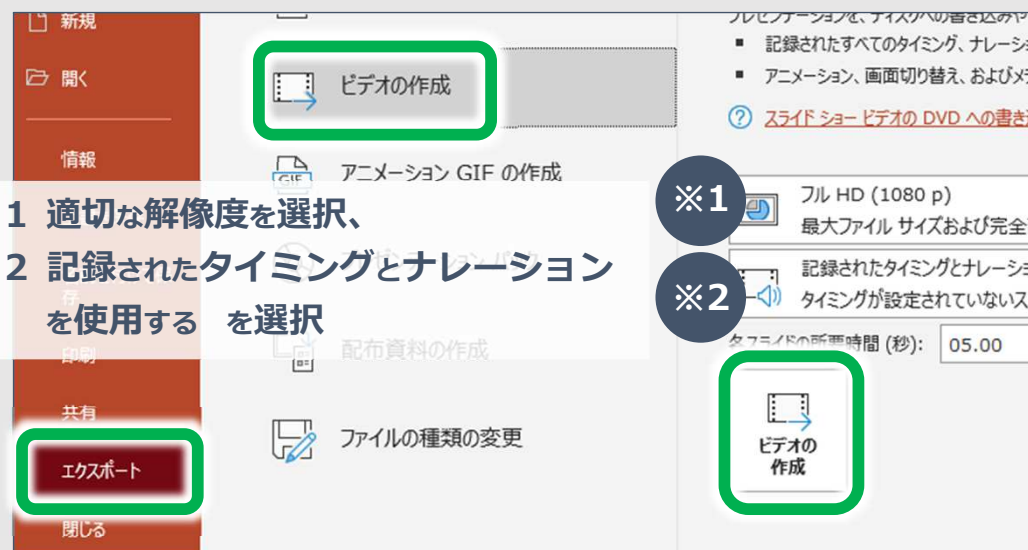 新規
開く
情報
共有
エクスポート
閉じる
ビデオの作成
アニメーション GIF の作成
配布資料の作成
ファイルの種類の変更
1 適切な解像度を選択、
2 記録されたタイミングとナレーション
を使用する を選択
プレゼンテーションを、ディスクへの書き込みや
■ 記録されたすべてのタイミング、ナレーショ
■ アニメーション、画面切り替え、およびメデ
スライド ショー ビデオの DVD への書き込
※1
フル HD (1080 p)
最大ファイル サイズおよび完全
※2
記録されたタイミングとナレーショ
タイミングが設定されていないス
各スライドの所要時間 (秒): 05.00
ビデオの
作成